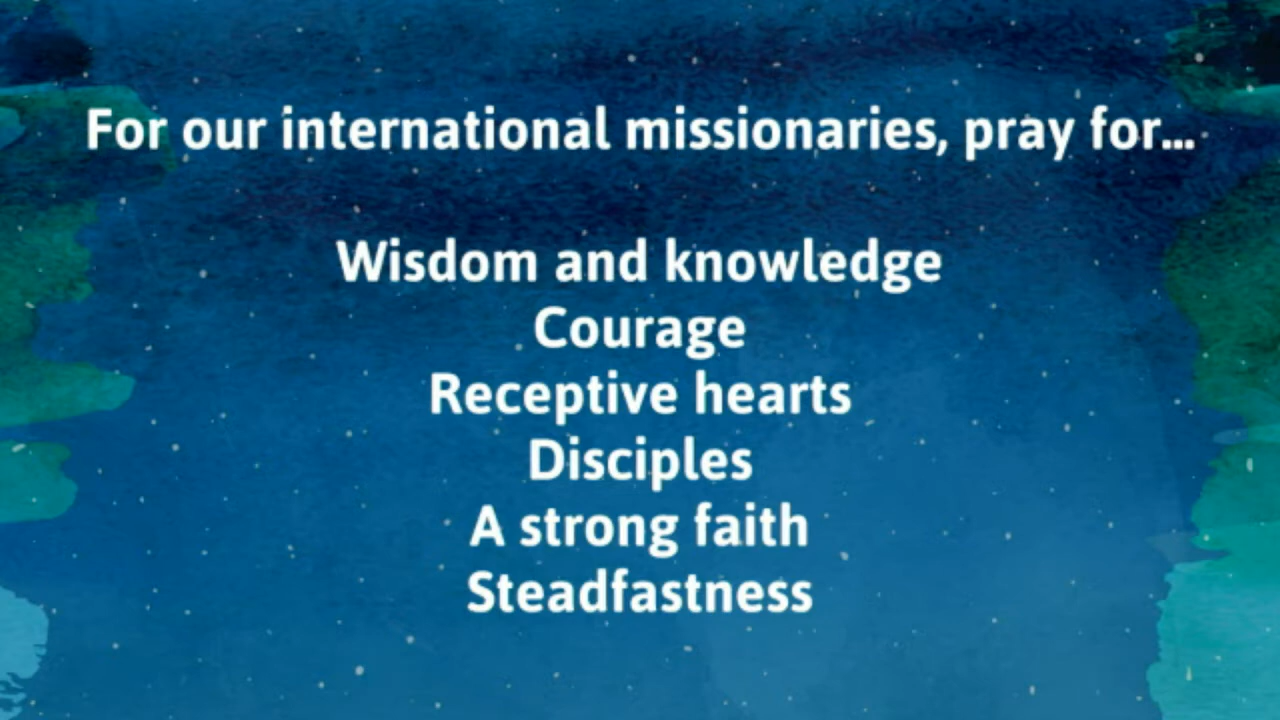 For our international missionaries, pray for...
Wisdom and knowledge
Courage
Receptive hearts
Disciples
A strong faith
Steadfastness